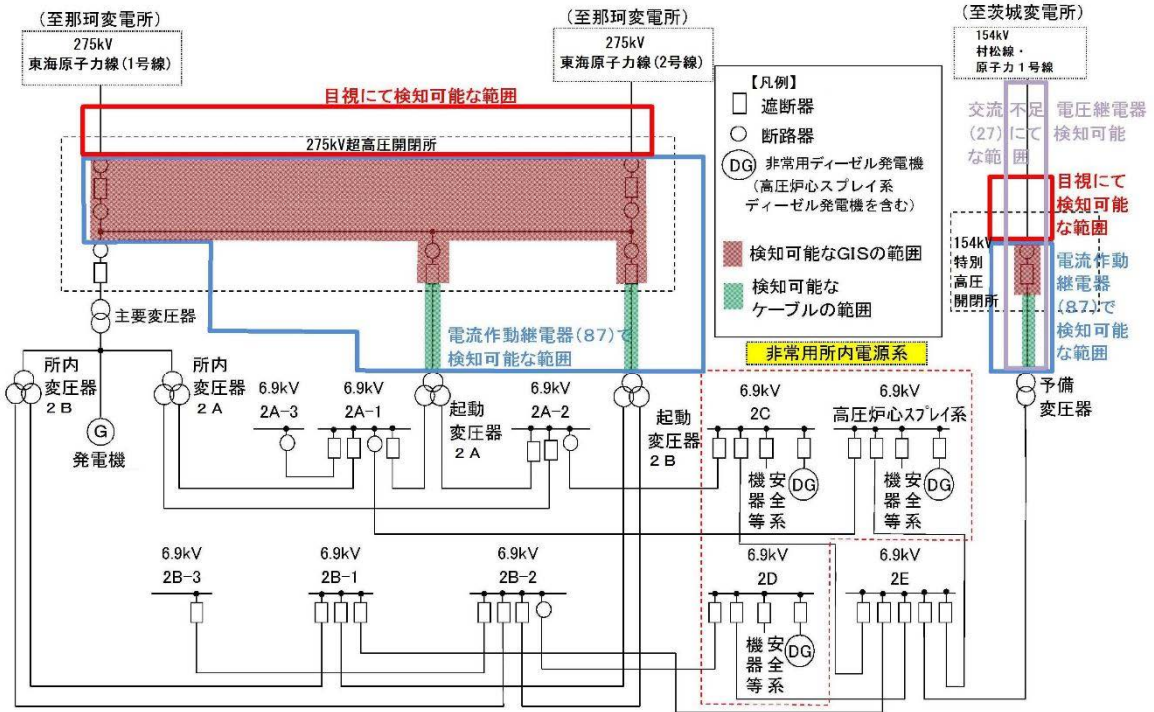 (至那珂変電所)
275kV
東海原子力線(1号線)
(至那珂変電所)
275kV
東海原子力線(2号線)
(至茨城変電所)
154kV
村松線・
原子力1号線
目視にて検知可能な範囲
275kV超高圧開閉所
【凡例】
遮断器
断路器
DG 非常用ディーゼル発電機
(高圧炉心スプレイ系
ディーゼル発電機を含む)
検知可能なGISの範囲
検知可能な
ケーブルの範囲
交流不足電圧継電器
(27)にて検知可能
な範囲
目視にて
検知可能
な範囲
154kV
特別
高圧
開閉所
電流作動
継電器
(87)で
検知可能
な範囲
主要変圧器
電流作動継電器(87)で
検知可能な範囲
非常用所内電源系
所内
変圧器
2B
所内
変圧器
2A
G
発電機
6.9kV
2A-3
6.9kV
2A-1
起動
変圧器
2A
6.9kV
2A-2
起動
変圧器
2B
6.9kV
2C
安全系
機器等
DG
6.9kV
高圧炉心スプレイ系
安全系
機器等
DG
予備
変圧器
6.9kV
2B-3
6.9kV
2B-1
6.9kV
2B-2
6.9kV
2D
安全系
機器等
DG
6.9kV
2E